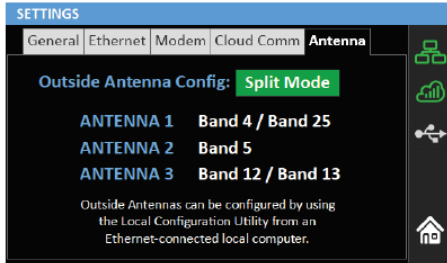 SETTINGS
General Ethernet Modem Cloud Comm Antenna
Outside Antenna Config: Split Mode
ANTENNA 1 Band 4 / Band 25
ANTENNA 2 Band 5
ANTENNA 3 Band 12 / Band 13
Outside Antennas can be configured by using
the Local Configuration Utility from an
Ethernet-connected local computer.